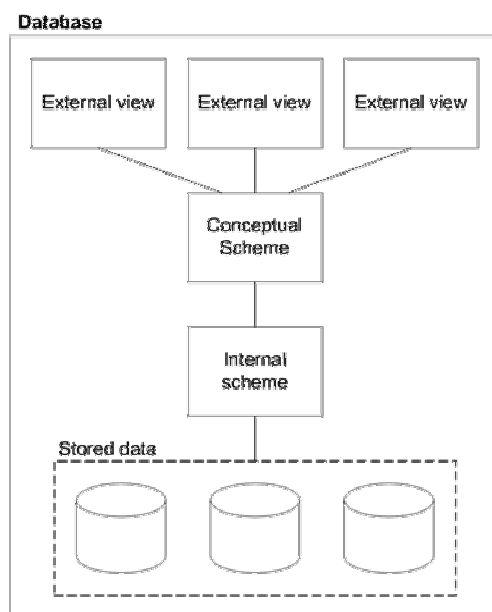 Database
External view
External view
External view
Conceptual
Scheme
Internal
scheme
Stored data